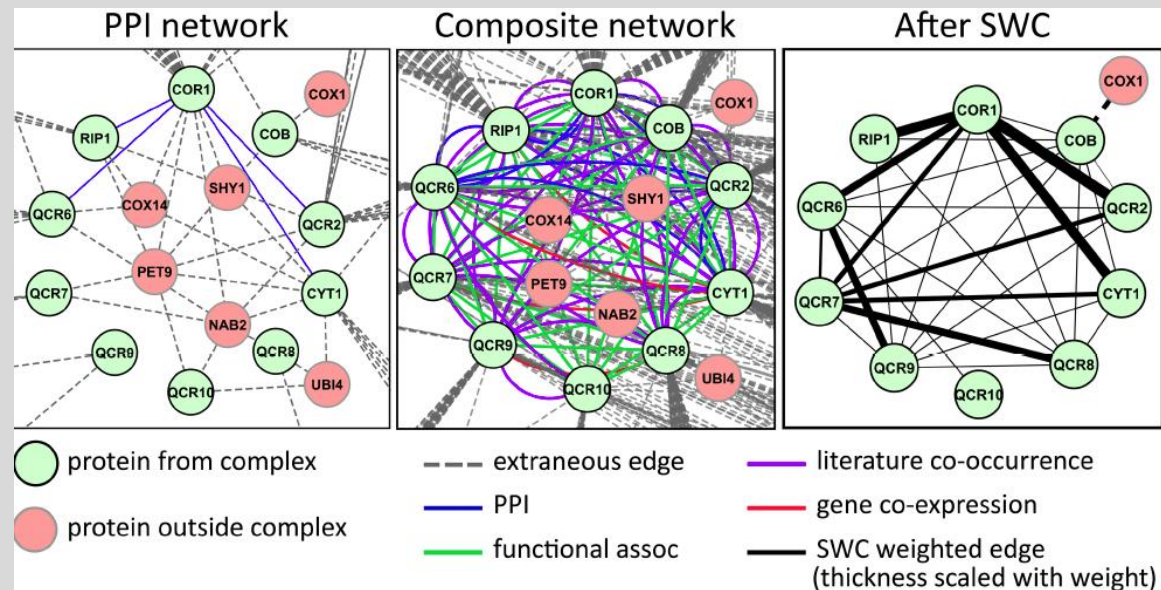 PPI network
Composite network
After SWC
COR1
COX1
RIP1
COB
SHY1
COX14
QCR6
QCR2
PET9
QCR7
CYT1
NAB2
QCR9
QCR8
QCR10
UBI4
COR1
COX1
RIP1
COB
QCR6
QCR2
SHY1
COX14
QCR7
PET9
CYT1
NAB2
QCR9
QCR8
UBI4
QCR10
COX1
COR1
RIP1
COB
QCR6
QCR2
QCR7
CYT1
QCR9
QCR8
QCR10
protein from complex
protein outside complex
extraneous edge
PPI
functional assoc
literature co-occurrence
gene co-expression
SWC weighted edge
(thickness scaled with weight)